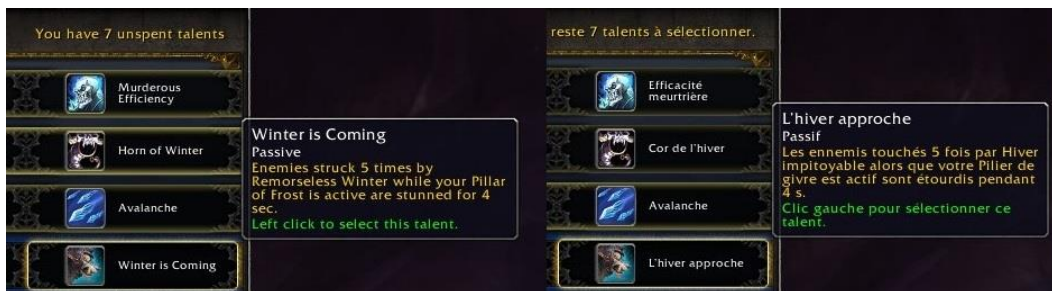 You have 7 unspent talents
Murderous
Efficiency
Horn of Winter
Avalanche
Winter is Coming
Winter is Coming
Passive
Enemies struck 5 times by
Remorseless Winter while your Pillar
of Frost is active are stunned for 4
sec.
Left click to select this talent.
reste 7 talents à sélectionner.
Efficacité
meurtrière
Cor de l'hiver
Avalanche
L'hiver approche
L'hiver approche
Passif
Les ennemis touchés 5 fois par Hiver
impitoyable alors que votre Pilier de
givre est actif sont étourdis pendant
4 s.
Clic gauche pour sélectionner ce
talent.